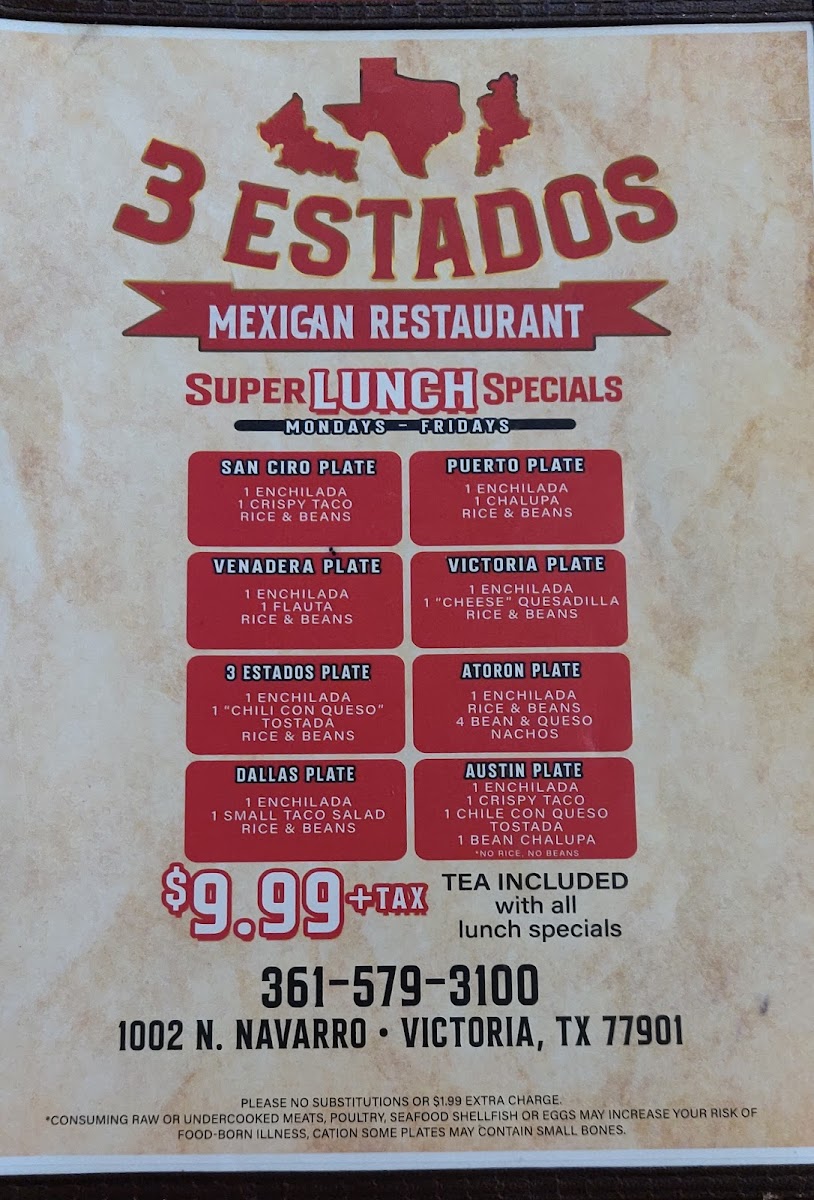 3 ESTADOS
MEXICAN RESTAURANT
SUPER LUNCH SPECIALS
MONDAYS - FRIDAYS
SAN CIRO PLATE
1 ENCHILADA
1 CRISPY TACO
RICE & BEANS
PUERTO PLATE
1 ENCHILADA
1 CHALUPA
RICE & BEANS
VENADERA PLATE
1 ENCHILADA
1 FLAUTA
RICE & BEANS
VICTORIA PLATE
1 ENCHILADA
1 "CHEESE" QUESADILLA
RICE & BEANS
3 ESTADOS PLATE
1 ENCHILADA
1 "CHILI CON QUESO"
TOSTADA
RICE & BEANS
ATORON PLATE
1 ENCHILADA
RICE & BEANS
4 BEAN & QUESO
NACHOS
DALLAS PLATE
1 ENCHILADA
1 SMALL TACO SALAD
RICE & BEANS
AUSTIN PLATE
1 ENCHILADA
1 CRISPY TACO
1 CHILE CON QUESO
TOSTADA
1 BEAN CHALUPA
*NO RICE, NO BEANS
$9.99 +TAX
TEA INCLUDED
with all
lunch specials
361-579-3100
1002 N. NAVARRO • VICTORIA, TX 77901
PLEASE NO SUBSTITUTIONS OR $1.99 EXTRA CHARGE.
*CONSUMING RAW OR UNDERCOOKED MEATS, POULTRY, SEAFOOD SHELLFISH OR EGGS MAY INCREASE YOUR RISK OF
FOOD-BORN ILLNESS, CATION SOME PLATES MAY CONTAIN SMALL BONES.